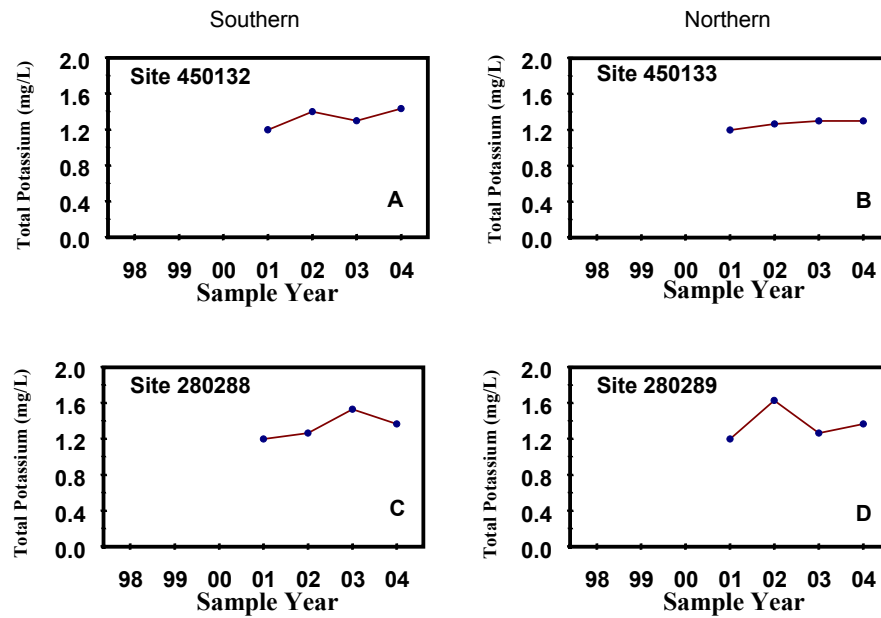 Southern
Northern
Total Potassium (mg/L)
2.0
1.6
1.2
0.8
0.4
0.0
Site 450132
A
98 99 00 01 02 03 04
Sample Year
Total Potassium (mg/L)
2.0
1.6
1.2
0.8
0.4
0.0
Site 450133
B
98 99 00 01 02 03 04
Sample Year
Total Potassium (mg/L)
2.0
1.6
1.2
0.8
0.4
0.0
Site 280288
C
98 99 00 01 02 03 04
Sample Year
Total Potassium (mg/L)
2.0
1.6
1.2
0.8
0.4
0.0
Site 280289
D
98 99 00 01 02 03 04
Sample Year